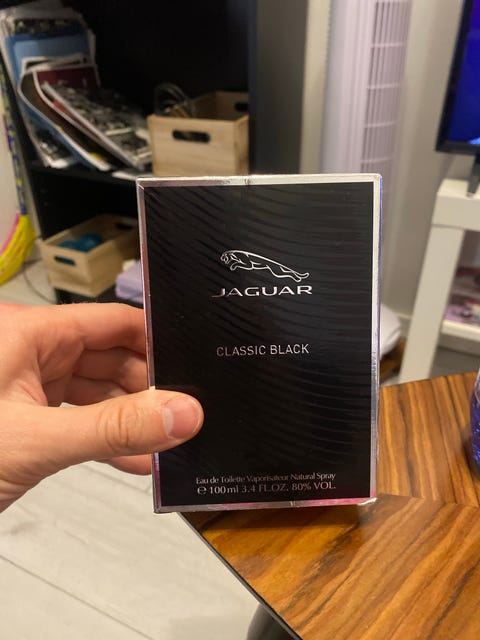 JAGUAR
CLASSIC BLACK
Eau de Toilette Vaporisateur Natural Spray
℮ 100ml 3.4 FL.OZ. 80% VOL.